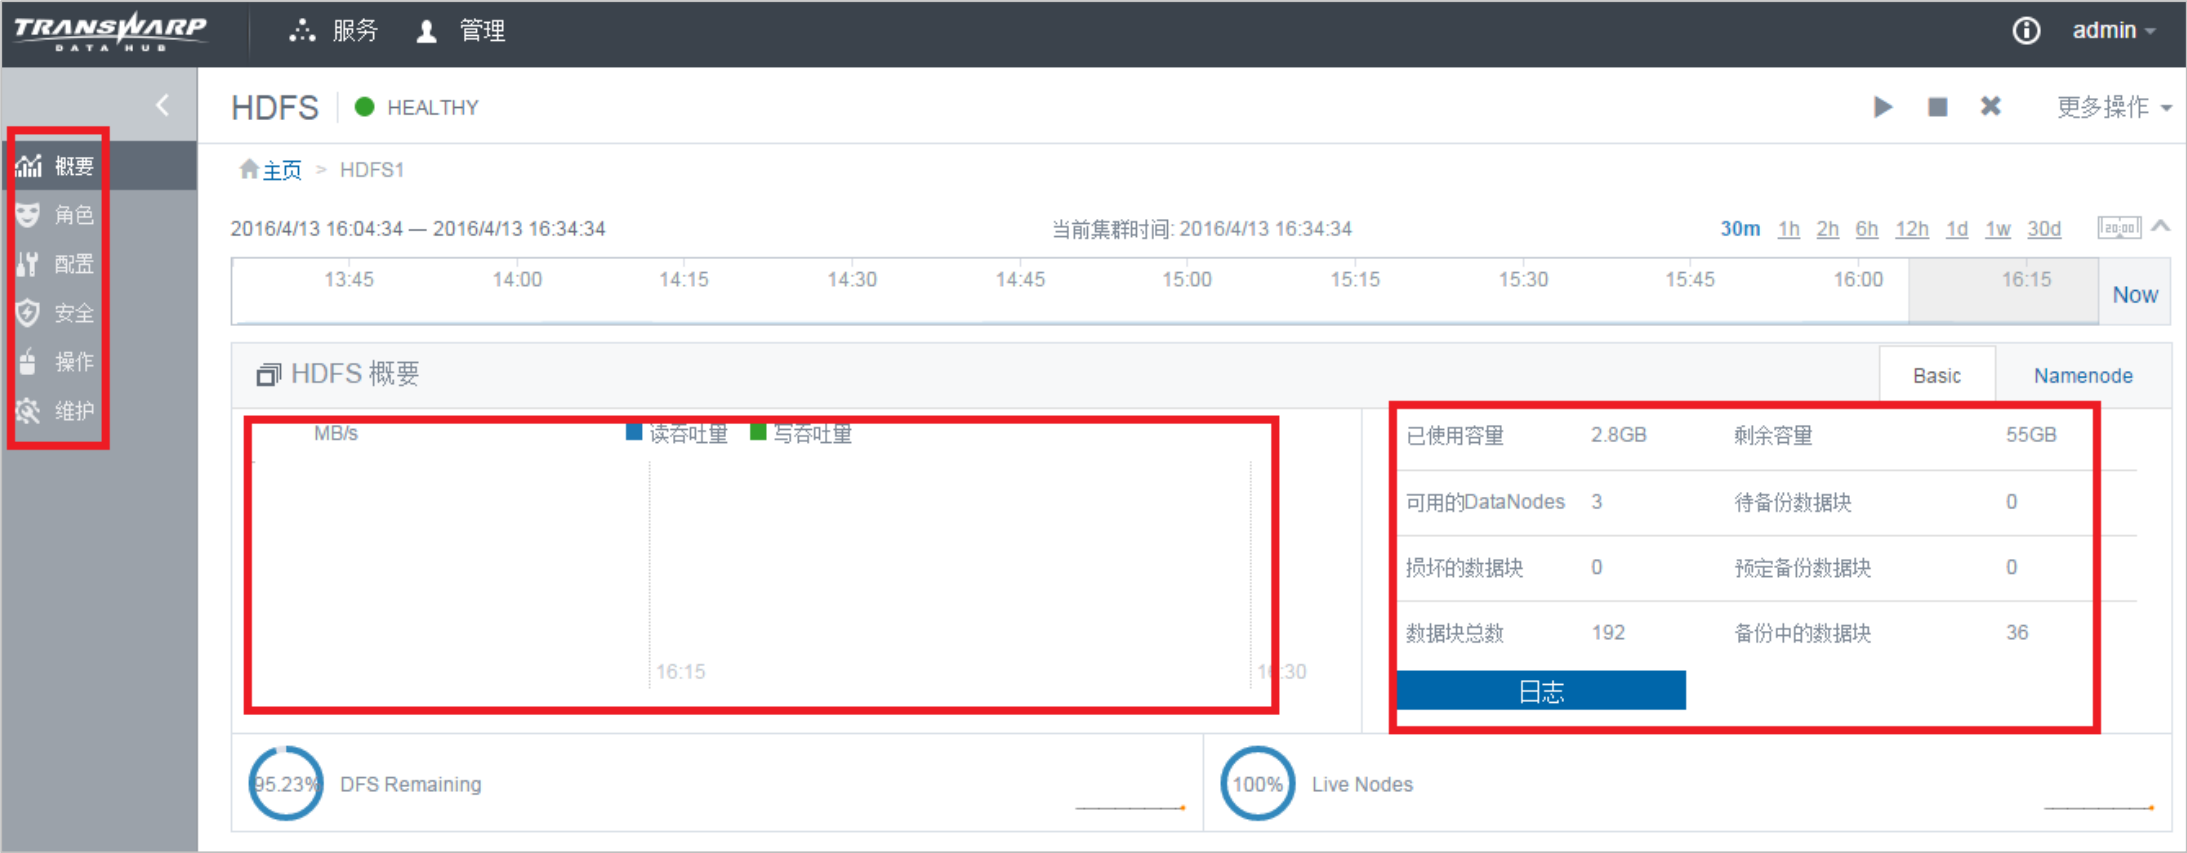 TRANSWARP
DATA HUB
服务
管理
admin
HDFS
HEALTHY
更多操作
概要
角色
配置
安全
操作
维护
主页 > HDFS1
2016/4/13 16:04:34 — 2016/4/13 16:34:34
当前集群时间: 2016/4/13 16:34:34
30m 1h 2h 6h 12h 1d 1w 30d
20:00
13:45 14:00 14:15 14:30 14:45 15:00 15:15 15:30 15:45 16:00 16:15
Now
HDFS 概要
Basic
Namenode
MB/s
读吞吐量 写吞吐量
16:15
16:30
已使用容量 2.8GB 剩余容量 55GB
可用的DataNodes 3 待备份数据块 0
损坏的数据块 0 预定备份数据块 0
数据块总数 192 备份中的数据块 36
日志
95.23% DFS Remaining
100% Live Nodes